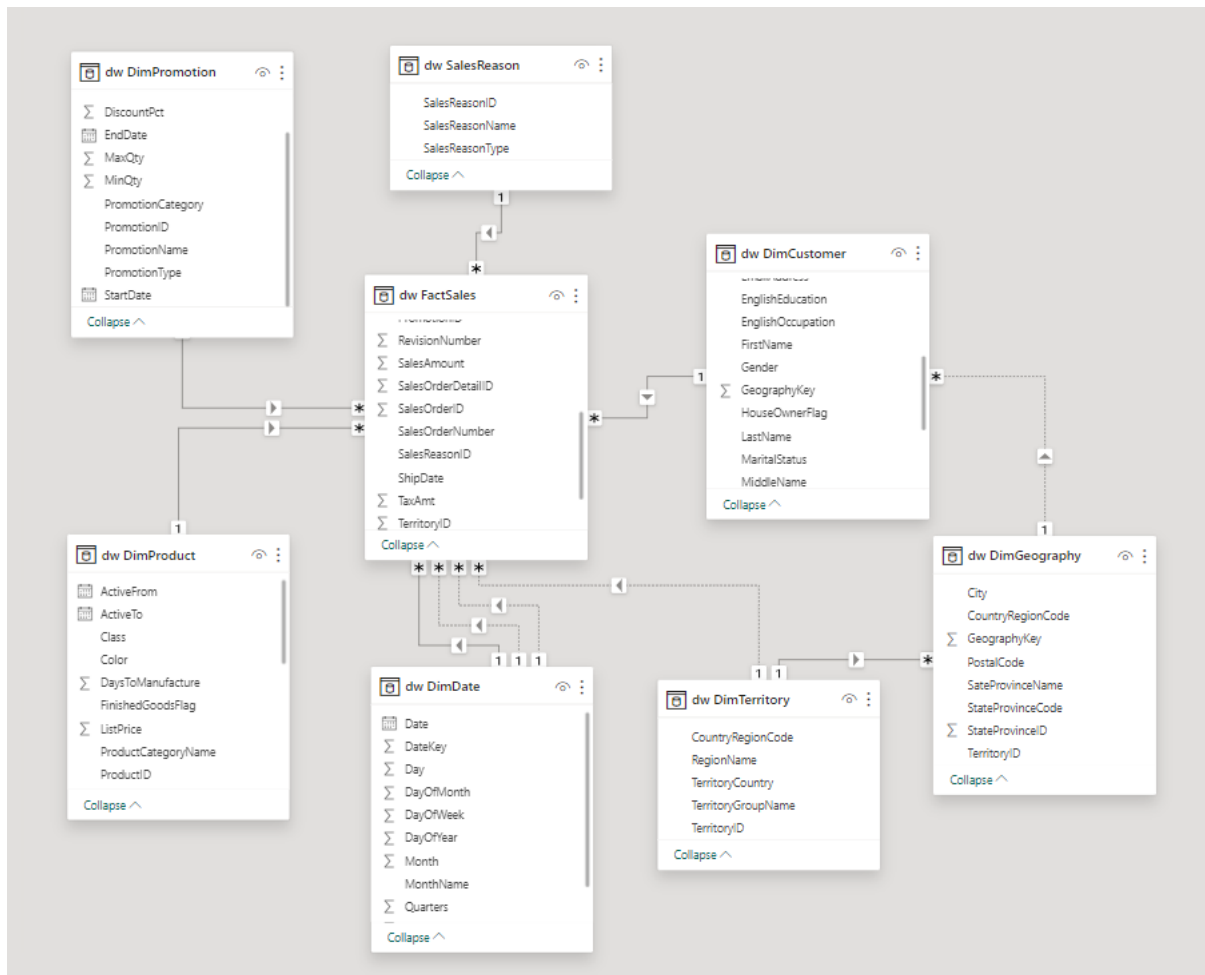 dw DimPromotion
DiscountPct
EndDate
MaxQty
MinQty
PromotionCategory
PromotionID
PromotionName
PromotionType
StartDate
Collapse
dw SalesReason
SalesReasonID
SalesReasonName
SalesReasonType
Collapse
1
*
dw FactSales
PromotionID
RevisionNumber
SalesAmount
SalesOrderDetailID
SalesOrderID
SalesOrderNumber
SalesReasonID
ShipDate
TaxAmt
TerritoryID
Collapse
*
*
*
* * * *
dw DimCustomer
EmailAddress
EnglishEducation
EnglishOccupation
FirstName
Gender
GeographyKey
HouseOwnerFlag
LastName
MaritalStatus
MiddleName
Collapse
1
*
1
dw DimProduct
ActiveFrom
ActiveTo
Class
Color
DaysToManufacture
FinishedGoodsFlag
ListPrice
ProductCategoryName
ProductID
Collapse
1 1 1
dw DimDate
Date
DateKey
Day
DayOfMonth
DayOfWeek
DayOfYear
Month
MonthName
Quarters
Collapse
1 1
dw DimTerritory
CountryRegionCode
RegionName
TerritoryCountry
TerritoryGroupName
TerritoryID
Collapse
*
1
dw DimGeography
City
CountryRegionCode
GeographyKey
PostalCode
SateProvinceName
StateProvinceCode
StateProvinceID
TerritoryID
Collapse